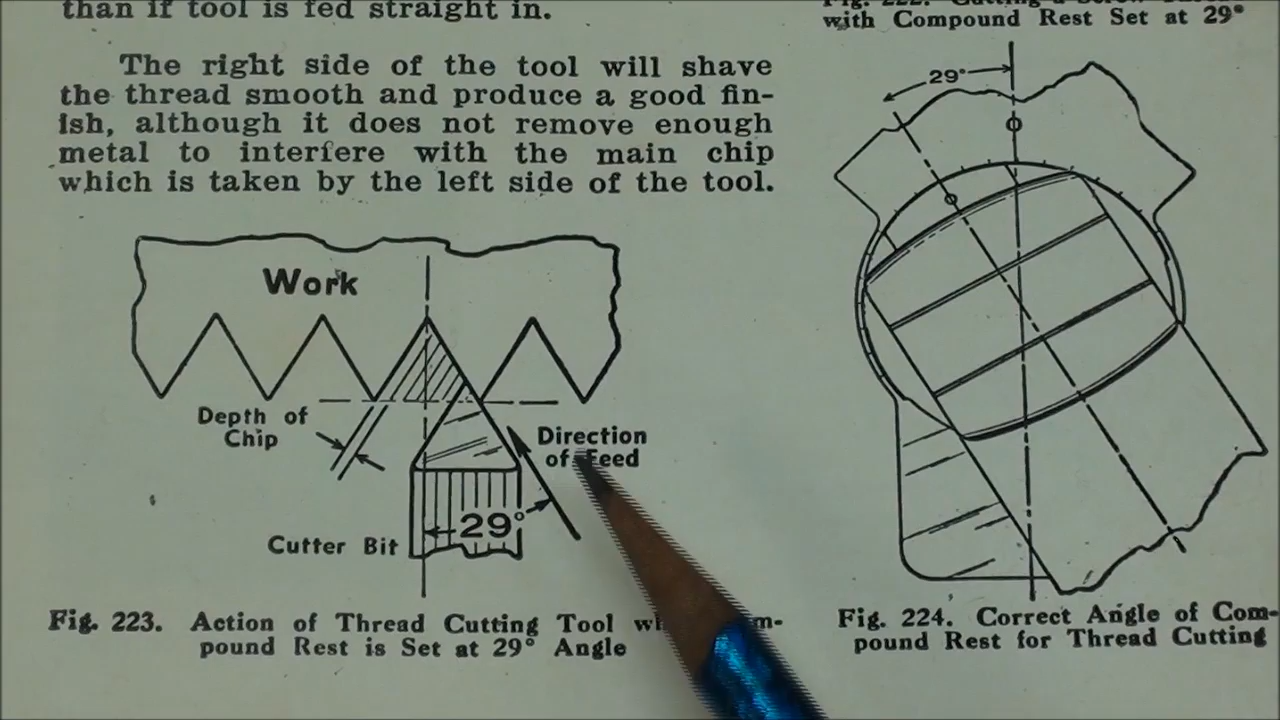 than if tool is fed straight in.
The right side of the tool will shave
the thread smooth and produce a good fin-
ish, although it does not remove enough
metal to interfere with the main chip
which is taken by the left side of the tool.
Work
Depth of
Chip
Direction
of Feed
29°
Cutter Bit
Fig. 223. Action of Thread Cutting Tool
pound Rest is Set at 29° Angle
with Compound Rest Set at 29°
29°
Fig. 224. Correct Angle of Com-
pound Rest for Thread Cutting